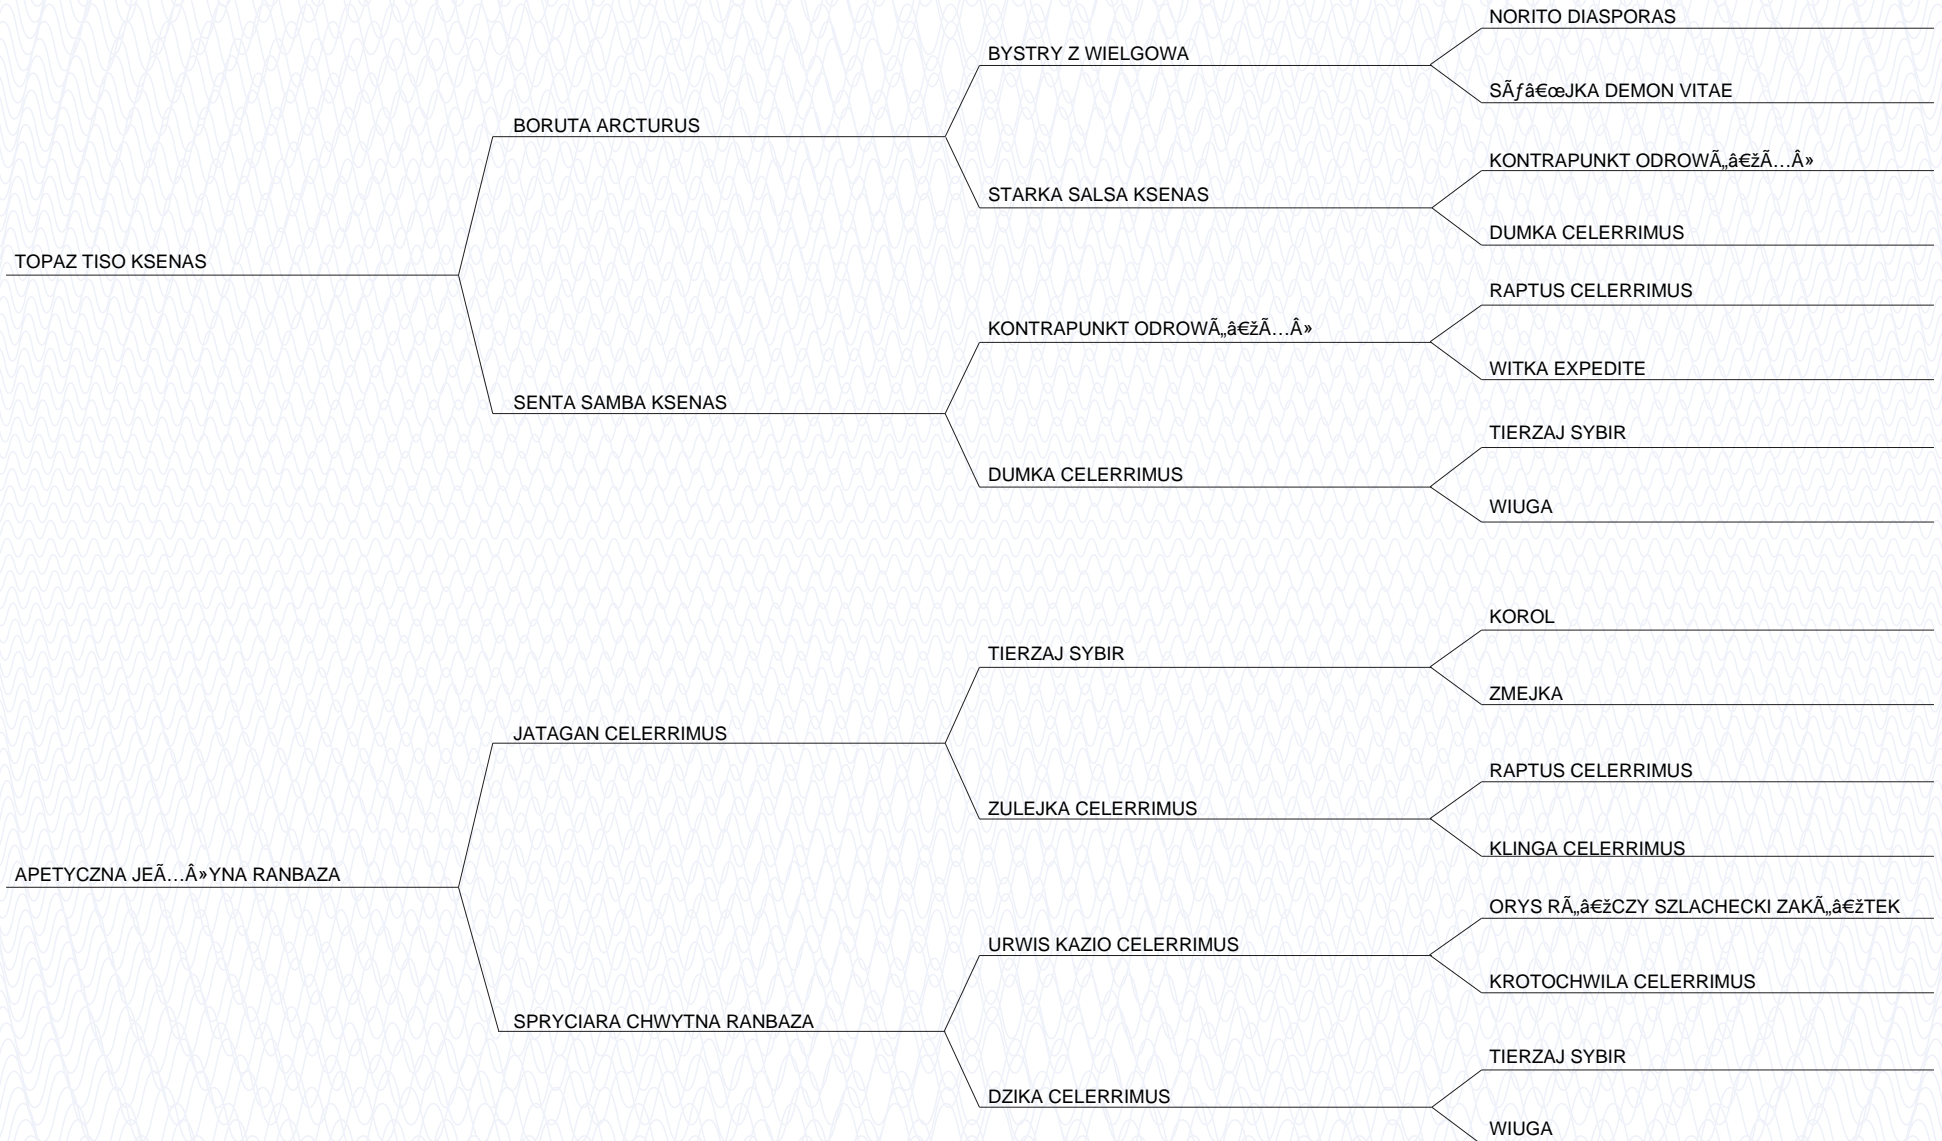 NORITO DIASPORAS
BYSTRY Z WIELGOWA
SÃƒâ€œJKA DEMON VITAE
BORUTA ARCTURUS
KONTRAPUNKT ODROWÃ„â€žÃ…Â»
STARKA SALSA KSENAS
DUMKA CELERRIMUS
TOPAZ TISO KSENAS
RAPTUS CELERRIMUS
KONTRAPUNKT ODROWÃ„â€žÃ…Â»
WITKA EXPEDITE
SENTA SAMBA KSENAS
TIERZAJ SYBIR
DUMKA CELERRIMUS
WIUGA
KOROL
TIERZAJ SYBIR
ZMEJKA
JATAGAN CELERRIMUS
RAPTUS CELERRIMUS
ZULEJKA CELERRIMUS
KLINGA CELERRIMUS
APETYCZNA JEÃ…Â»YNA RANBAZA
ORYS RÃ„â€žCZY SZLACHECKI ZAKÃ„â€žTEK
URWIS KAZIO CELERRIMUS
KROTOCHWILA CELERRIMUS
SPRYCIARA CHWYTNA RANBAZA
TIERZAJ SYBIR
DZIKA CELERRIMUS
WIUGA